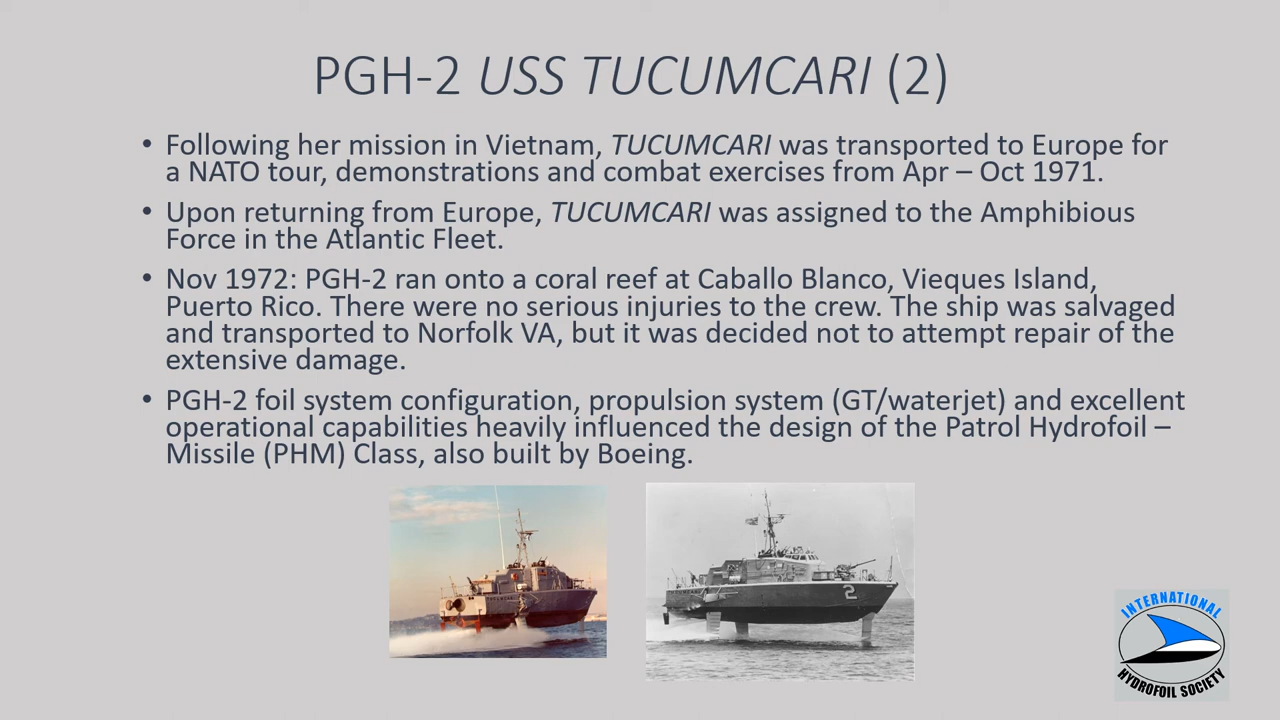 PGH-2 USS TUCUMCARI (2)
• Following her mission in Vietnam, TUCUMCARI was transported to Europe for
a NATO tour, demonstrations and combat exercises from Apr – Oct 1971.
• Upon returning from Europe, TUCUMCARI was assigned to the Amphibious
Force in the Atlantic Fleet.
• Nov 1972: PGH-2 ran onto a coral reef at Caballo Blanco, Vieques Island,
Puerto Rico. There were no serious injuries to the crew. The ship was salvaged
and transported to Norfolk VA, but it was decided not to attempt repair of the
extensive damage.
• PGH-2 foil system configuration, propulsion system (GT/waterjet) and excellent
operational capabilities heavily influenced the design of the Patrol Hydrofoil –
Missile (PHM) Class, also built by Boeing.
TUCUMCARI
TUCUMCARI
2
INTERNATIONAL
HYDROFOIL SOCIETY